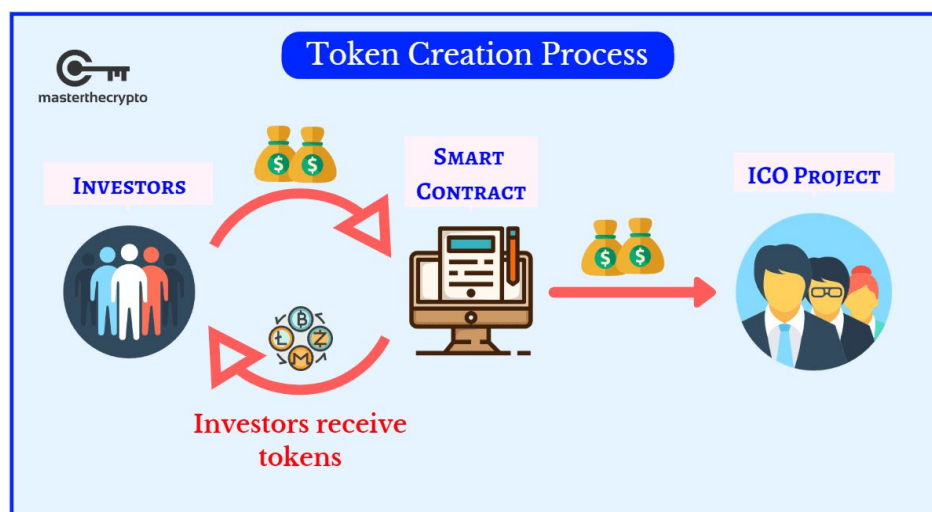 Token Creation Process
masterthecrypto
INVESTORS
SMART
CONTRACT
ICO PROJECT
$ $
$ $
Investors receive
tokens